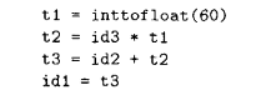 t1 = inttofloat(60)
t2 = id3 * t1
t3 = id2 + t2
id1 = t3